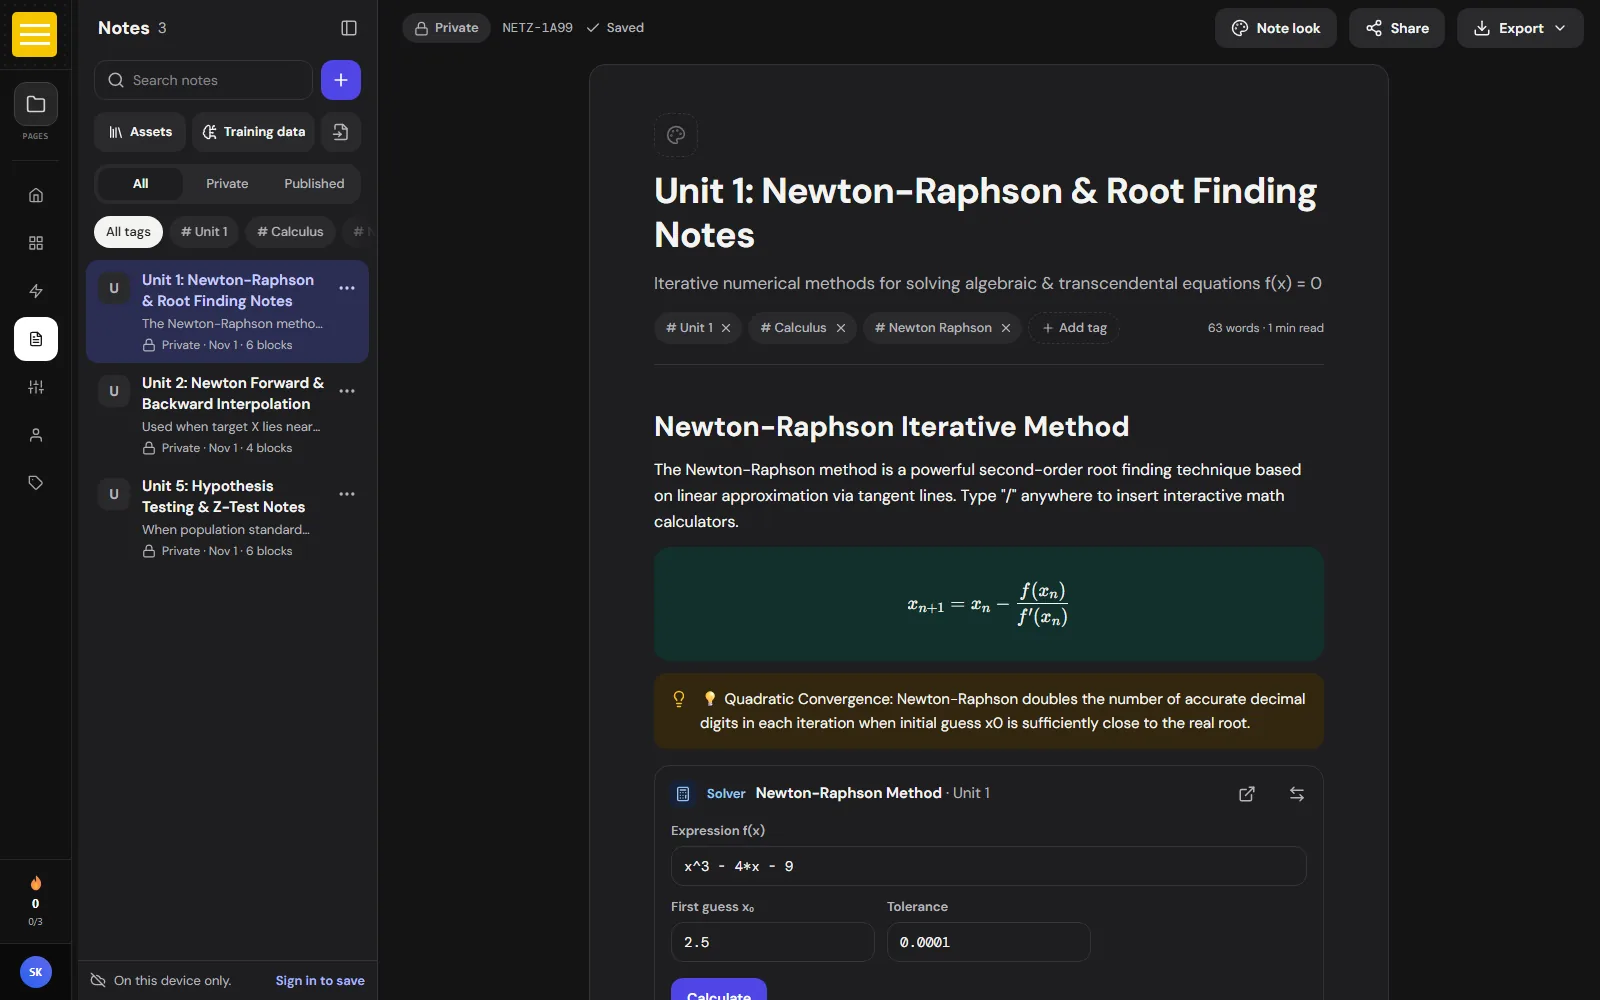 PAGES
0
0/3
SK
Notes 3
Search notes
Assets
Training data
All
Private
Published
All tags
# Unit 1
# Calculus
#
U
Unit 1: Newton-Raphson
& Root Finding Notes
The Newton-Raphson metho...
Private · Nov 1 · 6 blocks
U
Unit 2: Newton Forward &
Backward Interpolation
Used when target X lies near...
Private · Nov 1 · 4 blocks
U
Unit 5: Hypothesis
Testing & Z-Test Notes
When population standard...
Private · Nov 1 · 6 blocks
On this device only.
Sign in to save
Private
NETZ-1A99
Saved
Note look
Share
Export
Unit 1: Newton-Raphson & Root Finding
Notes
Iterative numerical methods for solving algebraic & transcendental equations f(x) = 0
# Unit 1
# Calculus
# Newton Raphson
Add tag
63 words · 1 min read
Newton-Raphson Iterative Method
The Newton-Raphson method is a powerful second-order root finding technique based
on linear approximation via tangent lines. Type "/" anywhere to insert interactive math
calculators.
xₙ₊₁ = xₙ − f(xₙ) / f′(xₙ)
💡 Quadratic Convergence: Newton-Raphson doubles the number of accurate decimal
digits in each iteration when initial guess x0 is sufficiently close to the real root.
Solver Newton-Raphson Method · Unit 1
Expression f(x)
x^3 - 4*x - 9
First guess x₀
Tolerance
2.5
0.0001
Calculate